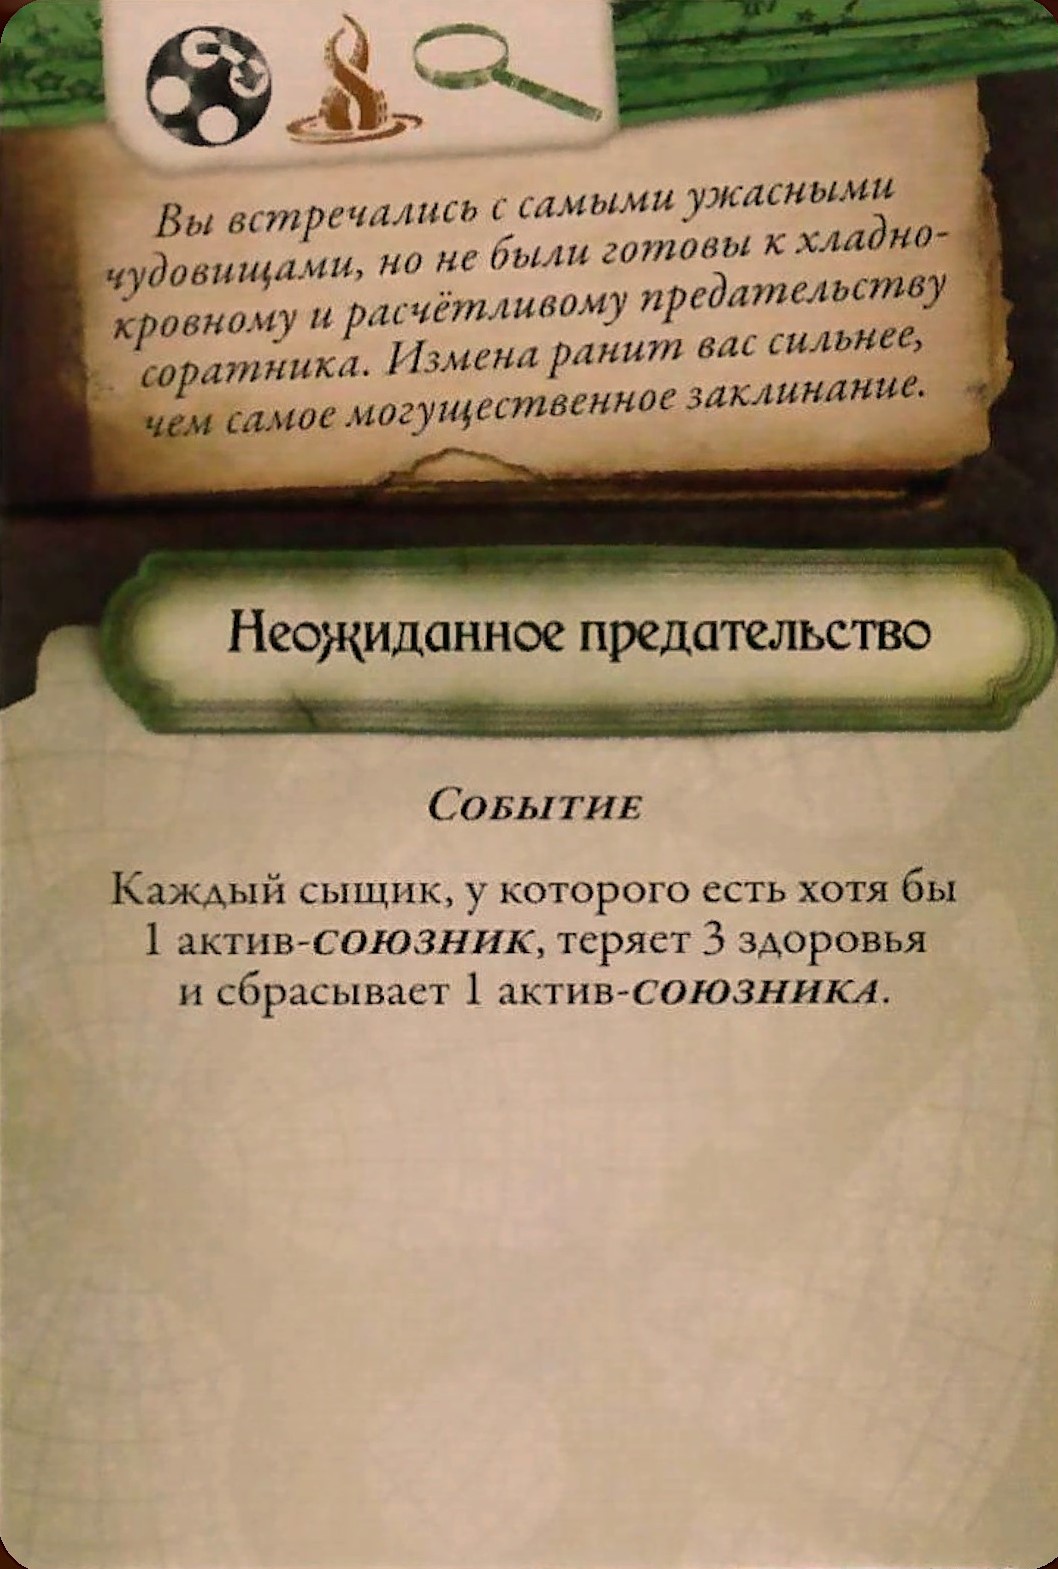 Вы встречались с самыми ужасными
чудовищами, но не были готовы к хладно-
кровному и расчётливому предательству
соратника. Измена ранит вас сильнее,
чем самое могущественное заклинание.
Неожиданное предательство
Событие
Каждый сыщик, у которого есть хотя бы
1 актив-союзник, теряет 3 здоровья
и сбрасывает 1 актив-союзника.